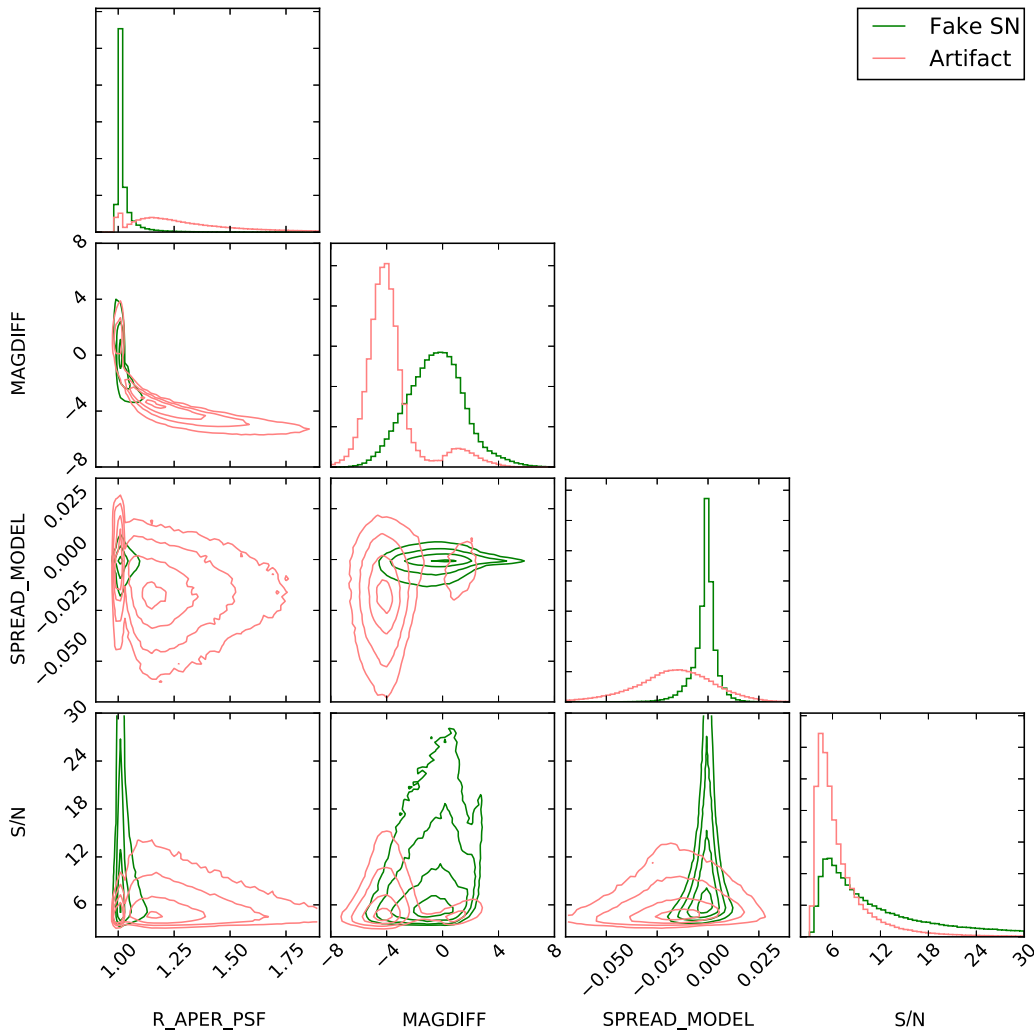 Fake SN
Artifact
8
4
0
−4
−8
MAGDIFF
0.025
0.000
−0.025
−0.050
SPREAD_MODEL
30
24
18
12
6
S/N
1.00 1.25 1.50 1.75
−8 −4 0 4 8
−0.050 −0.025 0.000 0.025
6 12 18 24 30
R_APER_PSF MAGDIFF SPREAD_MODEL S/N